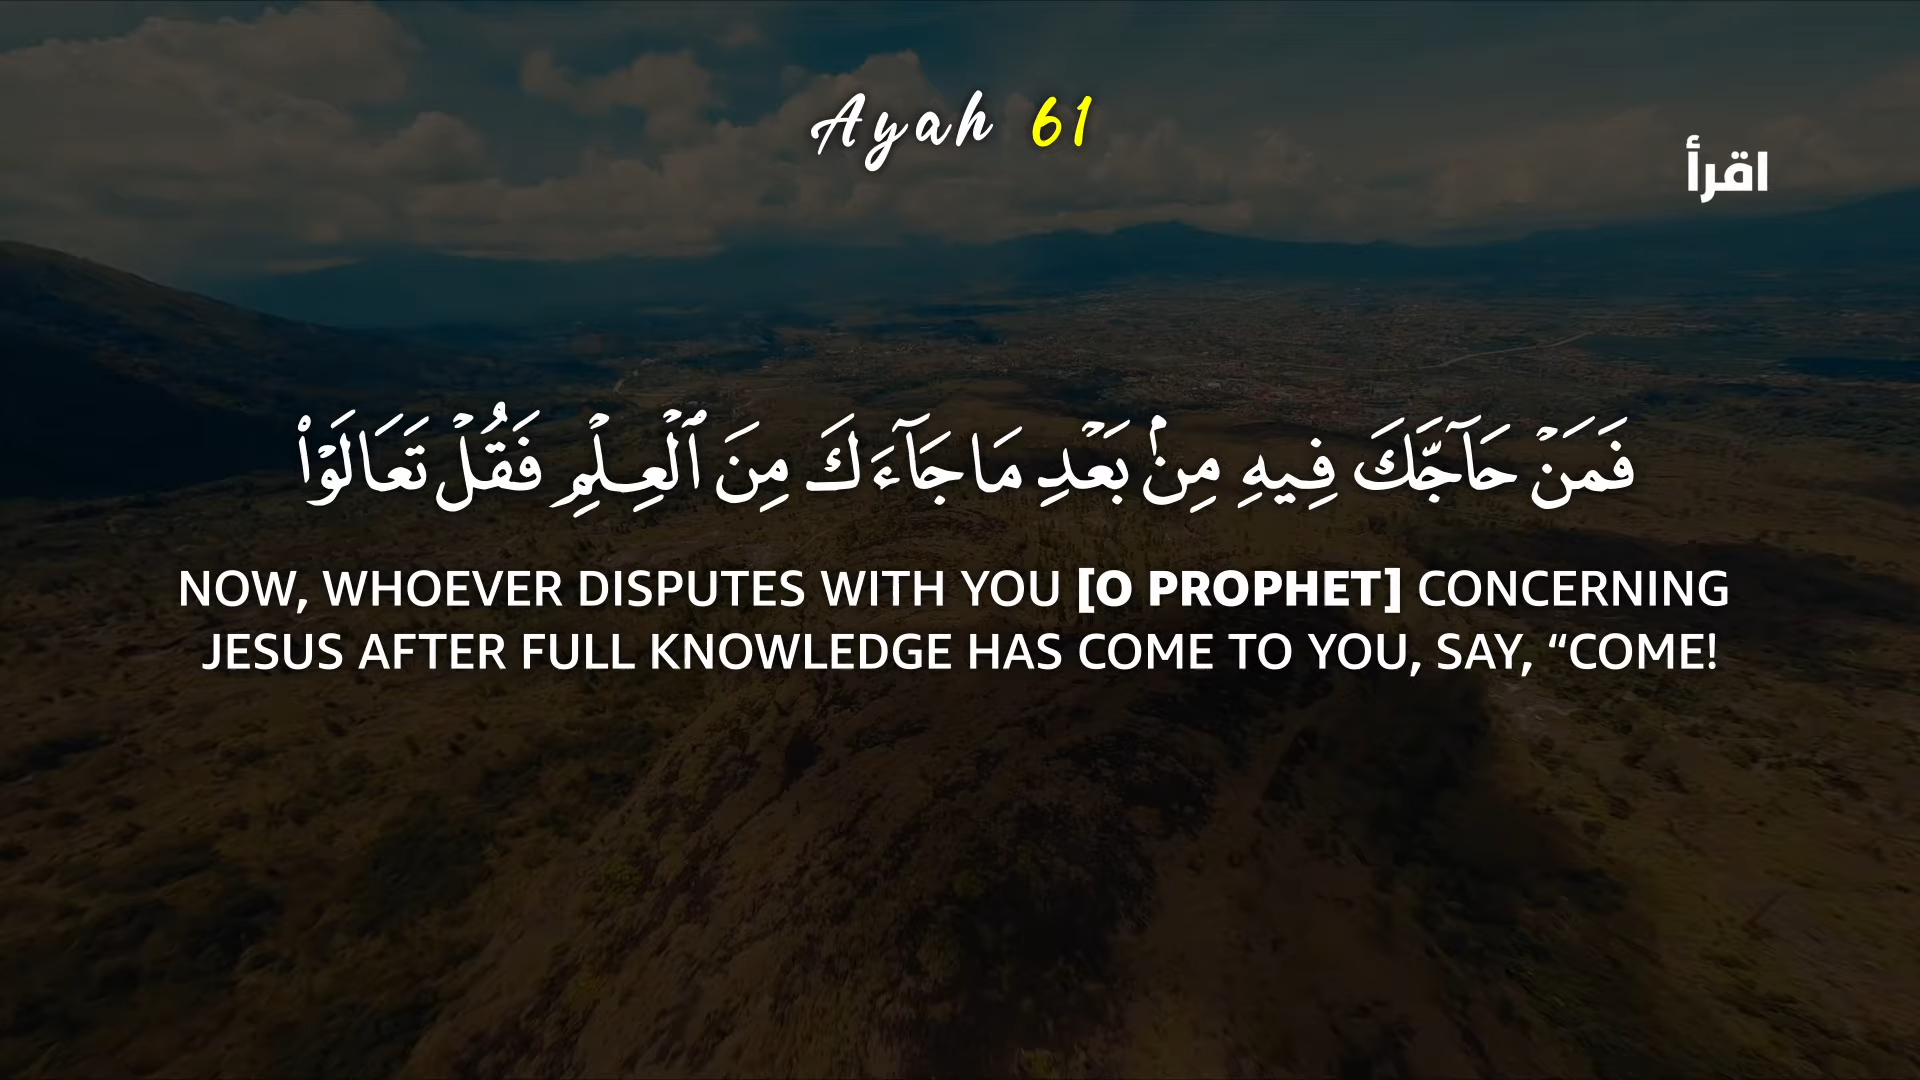 Ayah 61
اقرأ
فَمَنْ حَآجَّكَ فِيهِ مِنۢ بَعْدِ مَا جَآءَكَ مِنَ ٱلْعِلْمِ فَقُلْ تَعَالَوْا۟
NOW, WHOEVER DISPUTES WITH YOU [O PROPHET] CONCERNING
JESUS AFTER FULL KNOWLEDGE HAS COME TO YOU, SAY, “COME!